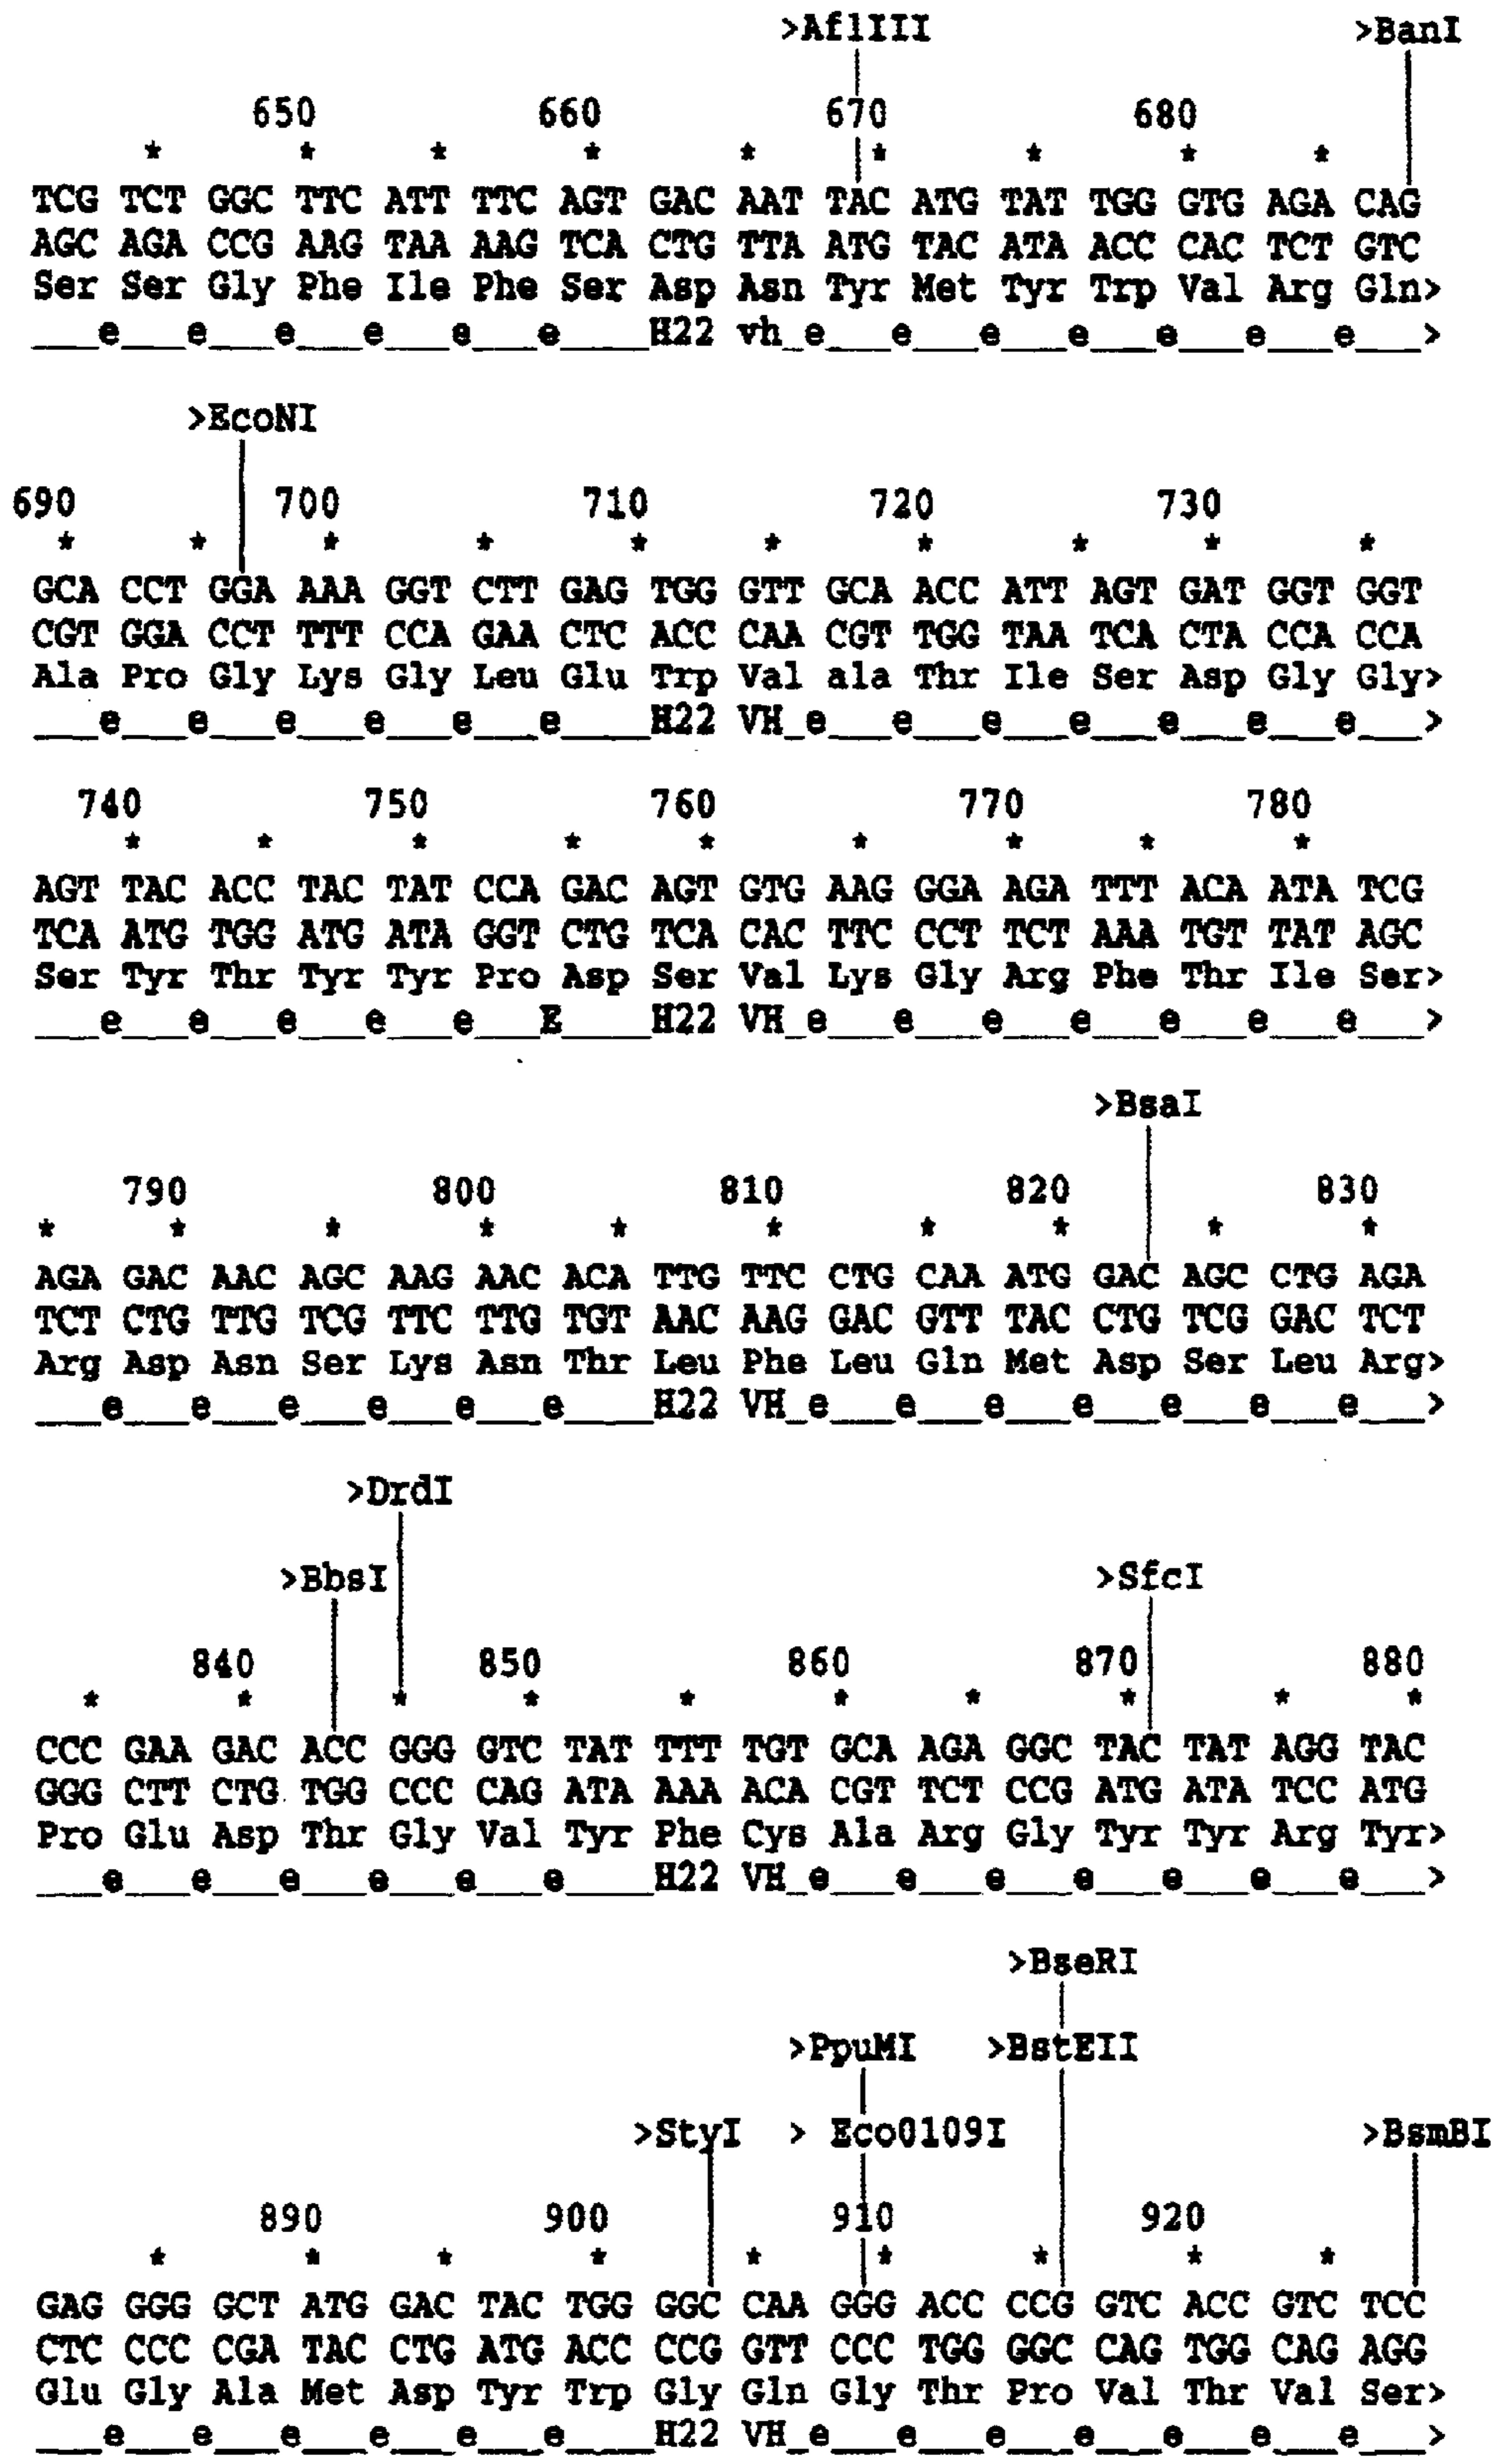 >AflIII >BanI
650 660 670 680
* * * * * * * * *
TCG TCT GGC TTC ATT TTC AGT GAC AAT TAC ATG TAT TGG GTG AGA CAG
AGC AGA CCG AAG TAA AAG TCA CTG TTA ATG TAC ATA ACC CAC TCT GTC
Ser Ser Gly Phe Ile Phe Ser Asp Asn Tyr Met Tyr Trp Val Arg Gln>
___e___e___e___e___e___e____H22 vh_e___e___e___e___e___e___e___>
>EcoNI
690 700 710 720 730
* * * * * * * * * *
GCA CCT GGA AAA GGT CTT GAG TGG GTT GCA ACC ATT AGT GAT GGT GGT
CGT GGA CCT TTT CCA GAA CTC ACC CAA CGT TGG TAA TCA CTA CCA CCA
Ala Pro Gly Lys Gly Leu Glu Trp Val ala Thr Ile Ser Asp Gly Gly>
___e___e___e___e___e___e____H22 VH_e___e___e___e___e___e___e___>
740 750 760 770 780
* * * * * * * * *
AGT TAC ACC TAC TAT CCA GAC AGT GTG AAG GGA AGA TTT ACA ATA TCG
TCA ATG TGG ATG ATA GGT CTG TCA CAC TTC CCT TCT AAA TGT TAT AGC
Ser Tyr Thr Tyr Tyr Pro Asp Ser Val Lys Gly Arg Phe Thr Ile Ser>
___e___e___e___e___e___E____H22 VH_e___e___e___e___e___e___e___>
>BsaI
790 800 810 820 830
* * * * * * * * * *
AGA GAC AAC AGC AAG AAC ACA TTG TTC CTG CAA ATG GAC AGC CTG AGA
TCT CTG TTG TCG TTC TTG TGT AAC AAG GAC GTT TAC CTG TCG GAC TCT
Arg Asp Asn Ser Lys Asn Thr Leu Phe Leu Gln Met Asp Ser Leu Arg>
___e___e___e___e___e___e____H22 VH_e___e___e___e___e___e___e___>
>DrdI
>BbsI >SfcI
840 850 860 870 880
* * * * * * * * * *
CCC GAA GAC ACC GGG GTC TAT TTT TGT GCA AGA GGC TAC TAT AGG TAC
GGG CTT CTG TGG CCC CAG ATA AAA ACA CGT TCT CCG ATG ATA TCC ATG
Pro Glu Asp Thr Gly Val Tyr Phe Cys Ala Arg Gly Tyr Tyr Arg Tyr>
___e___e___e___e___e___e____H22 VH_e___e___e___e___e___e___e___>
>BseRI
>PpuMI >BstEII
>StyI > Eco0109I >BsmBI
890 900 910 920
* * * * * * * * *
GAG GGG GCT ATG GAC TAC TGG GGC CAA GGG ACC CCG GTC ACC GTC TCC
CTC CCC CGA TAC CTG ATG ACC CCG GTT CCC TGG GGC CAG TGG CAG AGG
Glu Gly Ala Met Asp Tyr Trp Gly Gln Gly Thr Pro Val Thr Val Ser>
___e___e___e___e___e___e____H22 VH_e___e___e___e___e___e___e___>